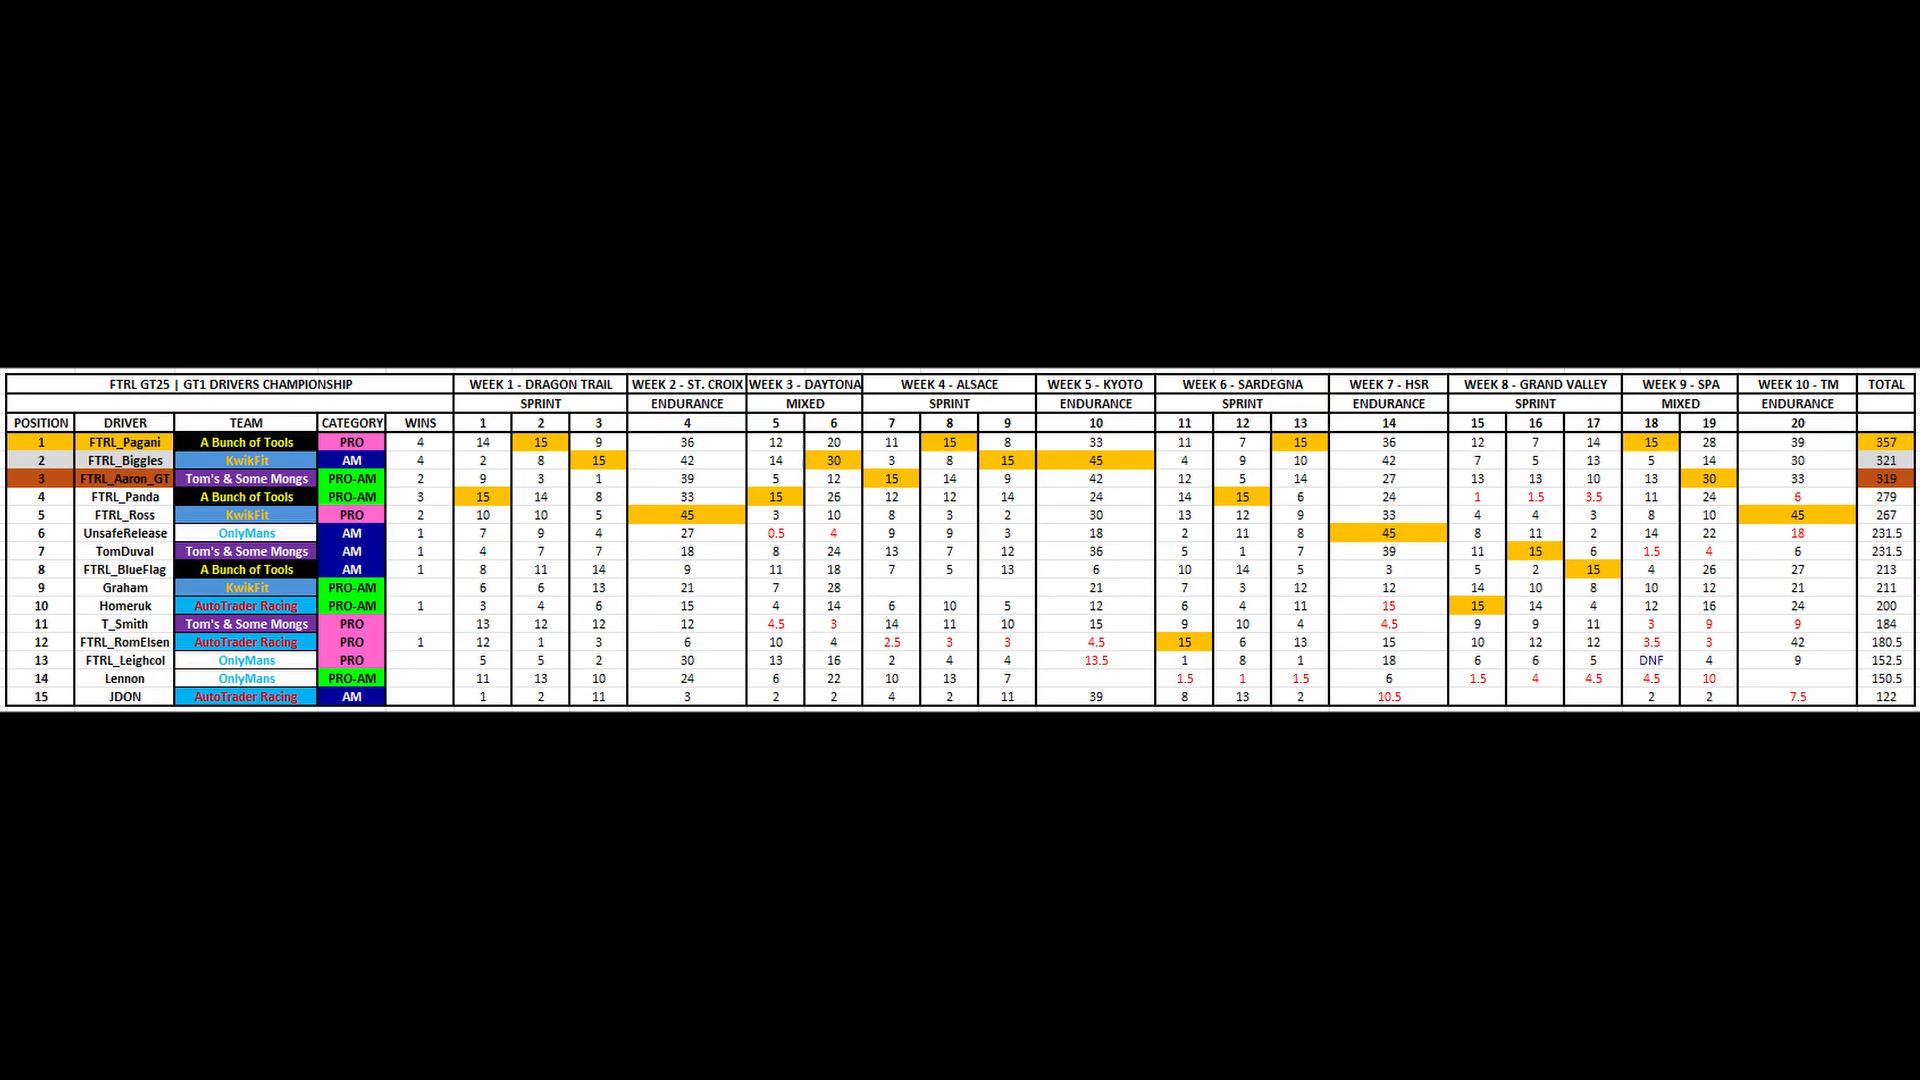 FTRL GT25 | GT1 DRIVERS CHAMPIONSHIP WEEK 1 - DRAGON TRAIL WEEK 2 - ST. CROIX WEEK 3 - DAYTONA WEEK 4 - ALSACE WEEK 5 - KYOTO WEEK 6 - SARDEGNA WEEK 7 - HSR WEEK 8 - GRAND VALLEY WEEK 9 - SPA WEEK 10 - TM TOTAL
SPRINT ENDURANCE MIXED SPRINT ENDURANCE SPRINT ENDURANCE SPRINT MIXED ENDURANCE
POSITION DRIVER TEAM CATEGORY WINS 1 2 3 4 5 6 7 8 9 10 11 12 13 14 15 16 17 18 19 20
1 FTRL_Pagani A Bunch of Tools PRO 4 14 15 9 36 12 20 11 15 8 33 11 7 15 36 12 7 14 15 28 39 357
2 FTRL_Biggles KwikFit AM 4 2 8 15 42 14 30 3 8 15 45 4 9 10 42 7 5 13 5 14 30 321
3 FTRL_Aaron_GT Tom's & Some Mongs PRO-AM 2 9 3 1 39 5 12 15 14 9 42 12 5 14 27 13 13 10 13 30 33 319
4 FTRL_Panda A Bunch of Tools PRO-AM 3 15 14 8 33 15 26 12 12 14 24 14 15 6 24 1 1.5 3.5 11 24 6 279
5 FTRL_Ross KwikFit PRO 2 10 10 5 45 3 10 8 3 2 30 13 12 9 33 4 4 3 8 10 45 267
6 UnsafeRelease OnlyMans AM 1 7 9 4 27 0.5 4 9 9 3 18 2 11 8 45 8 11 2 14 22 18 231.5
7 TomDuval Tom's & Some Mongs AM 1 4 7 7 18 8 24 13 7 12 36 5 1 7 39 11 15 6 1.5 4 6 231.5
8 FTRL_BlueFlag A Bunch of Tools AM 1 8 11 14 9 11 18 7 5 13 6 10 14 5 3 5 2 15 4 26 27 213
9 Graham KwikFit PRO-AM 6 6 13 21 7 28 21 7 3 12 12 14 10 8 10 12 21 211
10 Homeruk AutoTrader Racing PRO-AM 1 3 4 6 15 4 14 6 10 5 12 6 4 11 15 15 14 4 12 16 24 200
11 T_Smith Tom's & Some Mongs PRO 13 12 12 12 4.5 3 14 11 10 15 9 10 4 4.5 9 9 11 3 9 9 184
12 FTRL_RomElsen AutoTrader Racing PRO 1 12 1 3 6 10 4 2.5 3 3 4.5 15 6 13 15 10 12 12 3.5 3 42 180.5
13 FTRL_Leighcol OnlyMans PRO 5 5 2 30 13 16 2 4 4 13.5 1 8 1 18 6 6 5 DNF 4 9 152.5
14 Lennon OnlyMans PRO-AM 11 13 10 24 6 22 10 13 7 1.5 1 1.5 6 1.5 4 4.5 4.5 10 150.5
15 JDON AutoTrader Racing AM 1 2 11 3 2 2 4 2 11 39 8 13 2 10.5 2 2 7.5 122